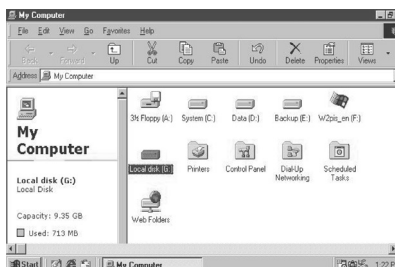 My Computer
File Edit View Go Favorites Help
Back Forward Up Cut Copy Paste Undo Delete Properties Views
Address My Computer
My Computer
Local disk (G:)
Local Disk
Capacity: 9.35 GB
Used: 713 MB
3½ Floppy (A:) System (C:) Data (D:) Backup (E:) W2pis_en (F:)
Local disk (G:) Printers Control Panel Dial-Up Networking Scheduled Tasks
Web Folders
Start My Computer 1:22 P